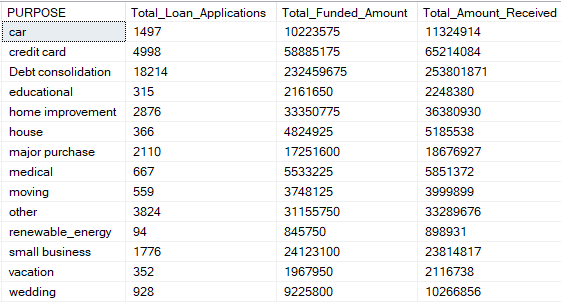 PURPOSE Total_Loan_Applications Total_Funded_Amount Total_Amount_Received
car 1497 10223575 11324914
credit card 4998 58885175 65214084
Debt consolidation 18214 232459675 253801871
educational 315 2161650 2248380
home improvement 2876 33350775 36380930
house 366 4824925 5185538
major purchase 2110 17251600 18676927
medical 667 5533225 5851372
moving 559 3748125 3999899
other 3824 31155750 33289676
renewable_energy 94 845750 898931
small business 1776 24123100 23814817
vacation 352 1967950 2116738
wedding 928 9225800 10266856